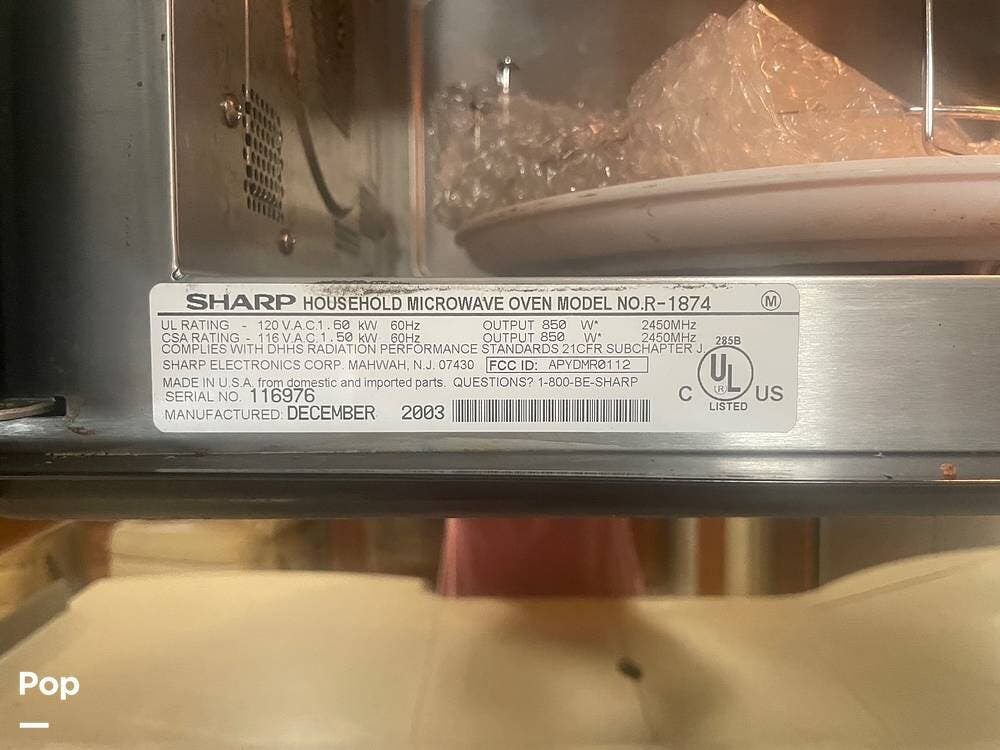 SHARP HOUSEHOLD MICROWAVE OVEN MODEL NO.R-1874 M
UL RATING - 120 V.A.C.1.60 kW 60Hz OUTPUT 850 W* 2450MHz
CSA RATING - 116 V.A.C.1.50 kW 60Hz OUTPUT 850 W* 2450MHz
COMPLIES WITH DHHS RADIATION PERFORMANCE STANDARDS 21CFR SUBCHAPTER J.
SHARP ELECTRONICS CORP. MAHWAH, N.J. 07430 FCC ID: APYDMR0112
MADE IN U.S.A. from domestic and imported parts. QUESTIONS? 1-800-BE-SHARP
SERIAL NO. 116976
MANUFACTURED: DECEMBER 2003
285B
C UL US
LISTED
Pop